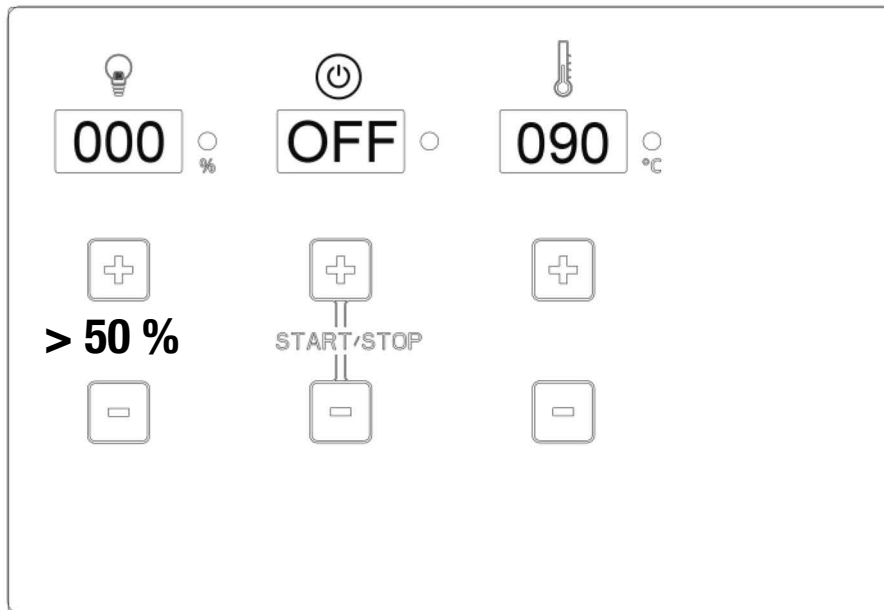 000 OFF 090
% °C
+ + +
> 50 % START/STOP
- - -